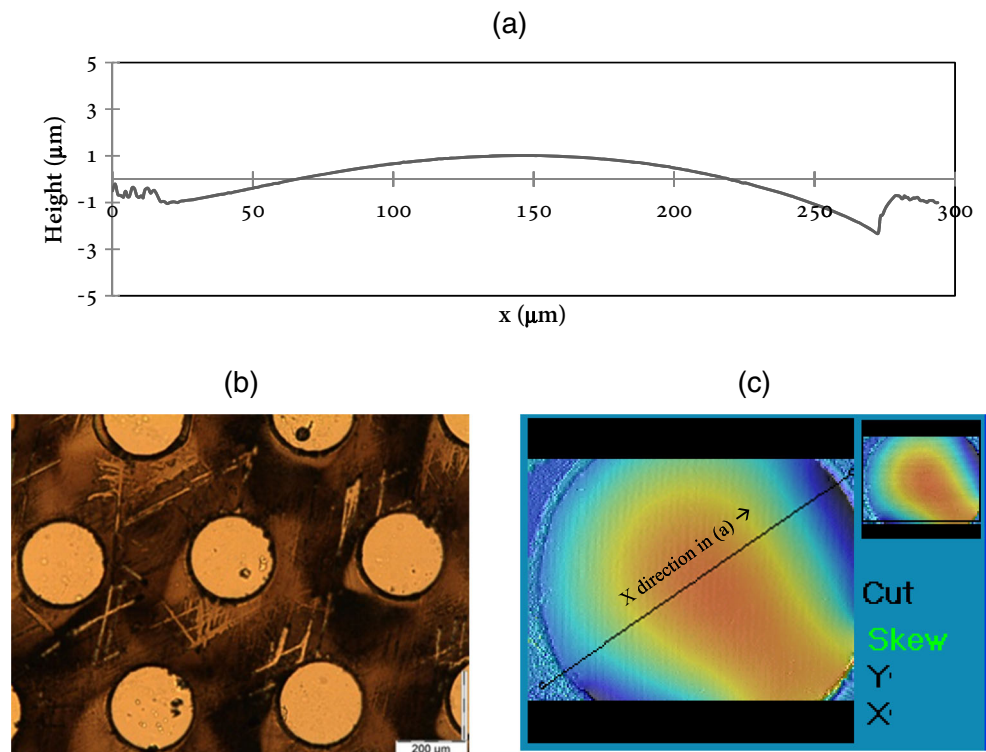 (a)
5
3
1
-1
-3
-5
Height (μm)
0 50 100 150 200 250 300
x (μm)
(b)
200 μm
(c)
X direction in (a) →
Cut
Skew
Y
X